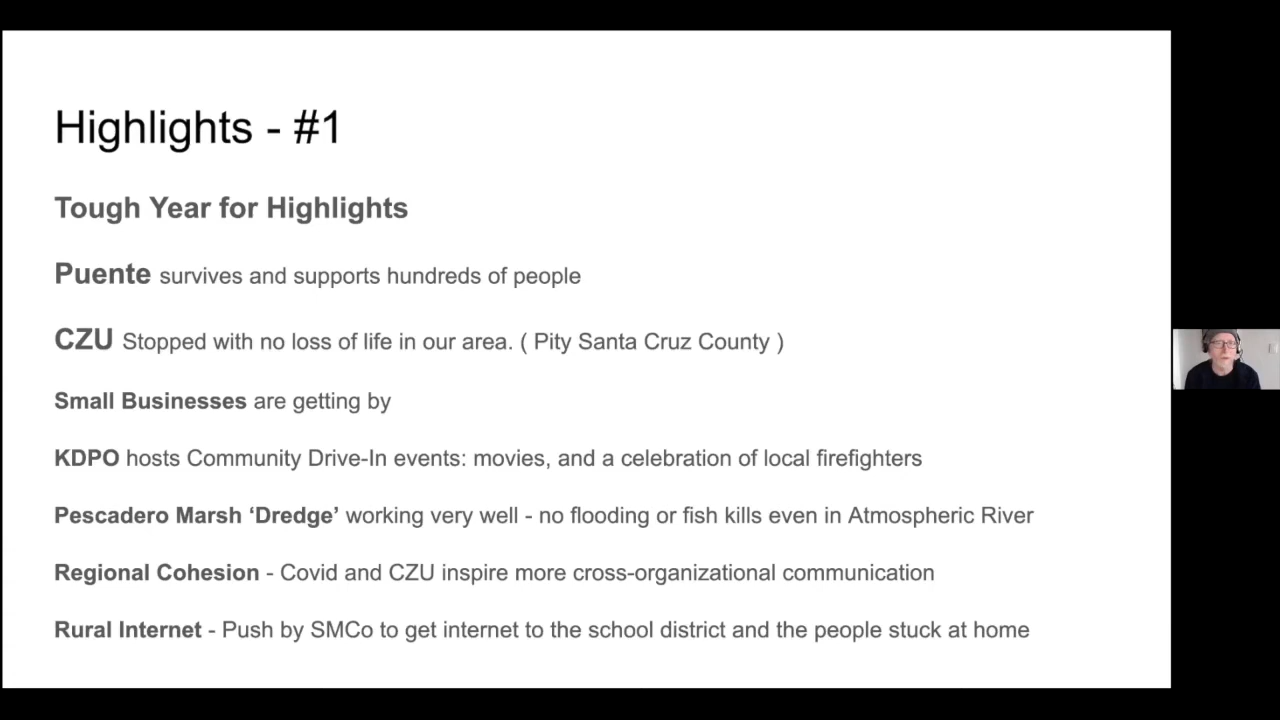 Highlights - #1
Tough Year for Highlights
Puente survives and supports hundreds of people
CZU Stopped with no loss of life in our area. ( Pity Santa Cruz County )
Small Businesses are getting by
KDPO hosts Community Drive-In events: movies, and a celebration of local firefighters
Pescadero Marsh ‘Dredge’ working very well - no flooding or fish kills even in Atmospheric River
Regional Cohesion - Covid and CZU inspire more cross-organizational communication
Rural Internet - Push by SMCo to get internet to the school district and the people stuck at home